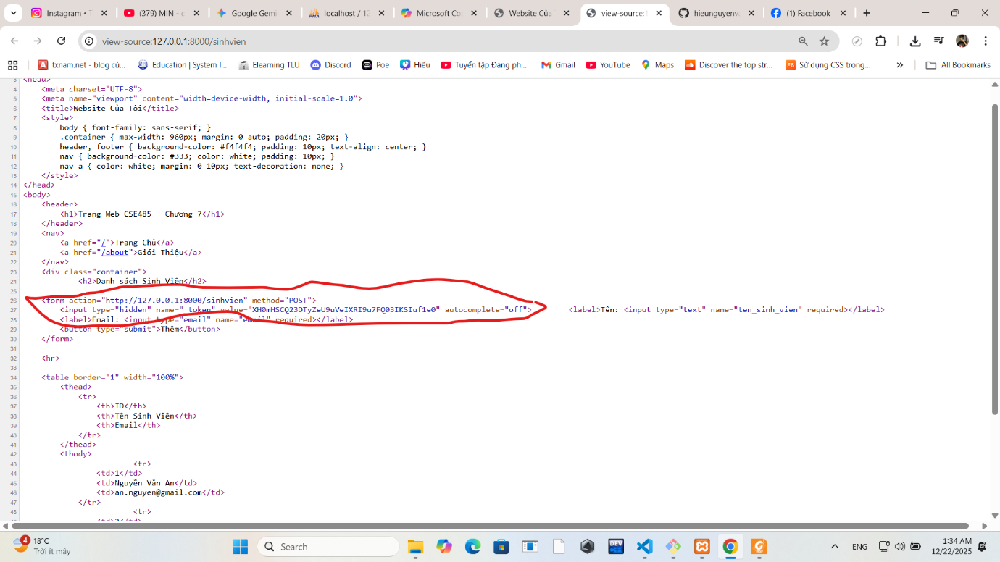 Instagram • T
(379) MIN - c
Google Gemi
localhost / 12
Microsoft Co
Website Của
view-source:1
hieunguyenv
(1) Facebook
view-source:127.0.0.1:8000/sinhvien
txnam.net - blog củ...
Education | System I...
Elearning TLU
Discord
Poe
Hiếu
Tuyển tập Đang ph...
Gmail
YouTube
Maps
Discover the top str...
F8 Sử dụng CSS trong...
»
All Bookmarks
3 <head>
4 <meta charset="UTF-8">
5 <meta name="viewport" content="width=device-width, initial-scale=1.0">
6 <title>Website Của Tôi</title>
7 <style>
8 body { font-family: sans-serif; }
9 .container { max-width: 960px; margin: 0 auto; padding: 20px; }
10 header, footer { background-color: #f4f4f4; padding: 10px; text-align: center; }
11 nav { background-color: #333; color: white; padding: 10px; }
12 nav a { color: white; margin: 0 10px; text-decoration: none; }
13 </style>
14 </head>
15 <body>
16 <header>
17 <h1>Trang Web CSE485 - Chương 7</h1>
18 </header>
19 <nav>
20 <a href="/">Trang Chủ</a>
21 <a href="/about">Giới Thiệu</a>
22 </nav>
23 <div class="container">
24 <h2>Danh sách Sinh Viên</h2>
25
26 <form action="http://127.0.0.1:8000/sinhvien" method="POST">
27 <input type="hidden" name="_token" value="XH0mHSCQ23DTyZeU9uVeIXRI9u7FQ03IKSIuf1e0" autocomplete="off"> <label>Tên: <input type="text" name="ten_sinh_vien" required></label>
28 <label>Email: <input type="email" name="email" required></label>
29 <button type="submit">Thêm</button>
30 </form>
31
32 <hr>
33
34 <table border="1" width="100%">
35 <thead>
36 <tr>
37 <th>ID</th>
38 <th>Tên Sinh Viên</th>
39 <th>Email</th>
40 </tr>
41 </thead>
42 <tbody>
43 <tr>
44 <td>1</td>
45 <td>Nguyễn Văn An</td>
46 <td>an.nguyen@gmail.com</td>
47 </tr>
48 <tr>
<td>2</td>
4
18°C
Trời ít mây
Search
DEV
ENG
1:34 AM
12/22/2025